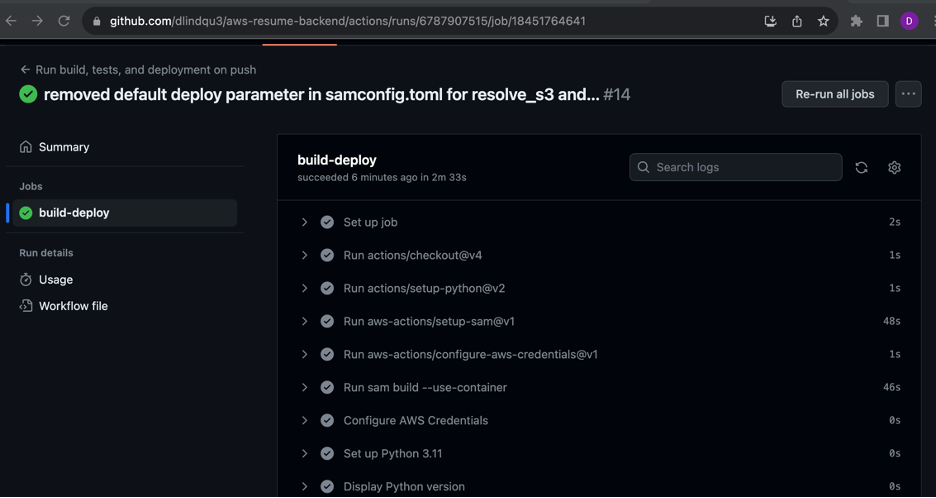 github.com/dlindqu3/aws-resume-backend/actions/runs/6787907515/job/18451764641
D
Run build, tests, and deployment on push
removed default deploy parameter in samconfig.toml for resolve_s3 and... #14
Re-run all jobs
Summary
Jobs
build-deploy
Run details
Usage
Workflow file
build-deploy
succeeded 6 minutes ago in 2m 33s
Search logs
Set up job 2s
Run actions/checkout@v4 1s
Run actions/setup-python@v2 1s
Run aws-actions/setup-sam@v1 48s
Run aws-actions/configure-aws-credentials@v1 1s
Run sam build --use-container 46s
Configure AWS Credentials 0s
Set up Python 3.11 0s
Display Python version 0s